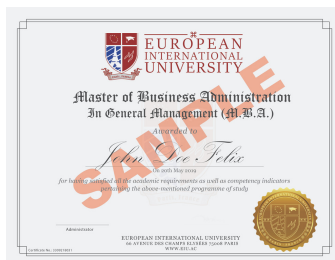 EUROPEAN
INTERNATIONAL
UNIVERSITY
Master of Business Administration
In General Management (M.B.A.)
Awarded to
John Doe Felix
On 20th May 2019
for having satisfied all the academic requirements as well as competency indicators
pertaining the above-mentioned programme of study
SAMPLE
Administrator
EUROPEAN INTERNATIONAL UNIVERSITY
66 AVENUE DES CHAMPS ELYSÉES 75008 PARIS
WWW.EIU.AC